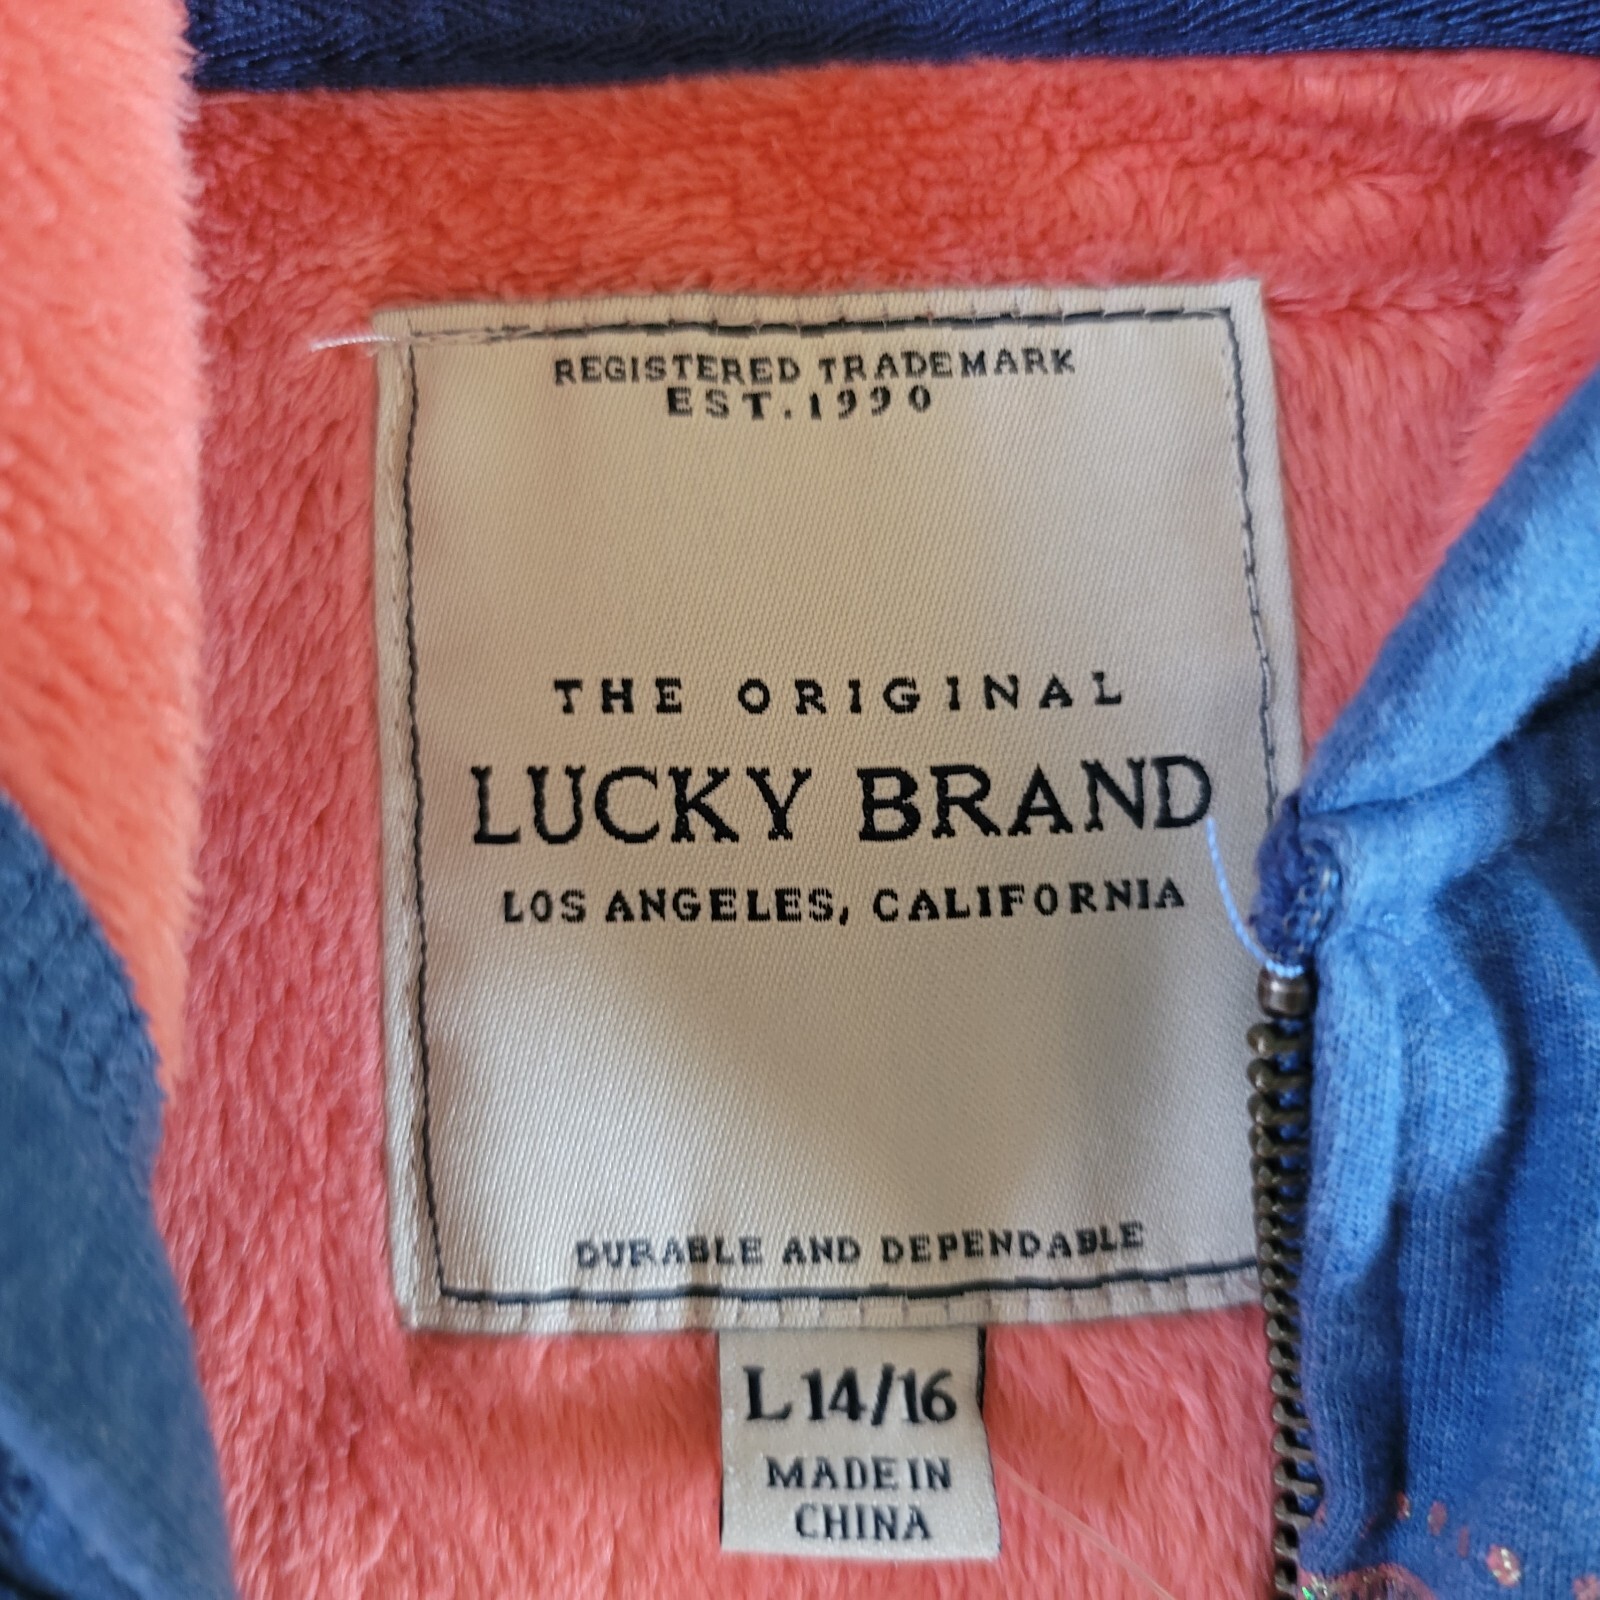 REGISTERED TRADEMARK
EST.1990
THE ORIGINAL
LUCKY BRAND
LOS ANGELES, CALIFORNIA
DURABLE AND DEPENDABLE
L 14/16
MADE IN
CHINA